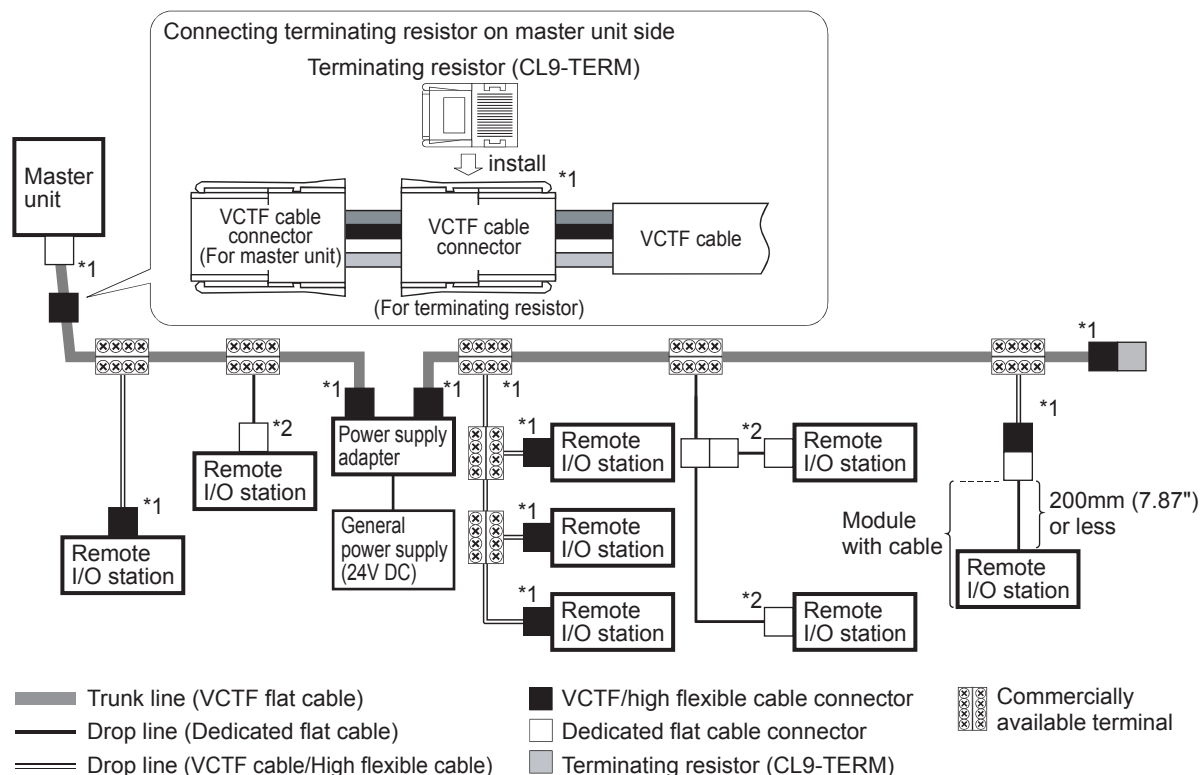 Connecting terminating resistor on master unit side
Terminating resistor (CL9-TERM)
install
*1
Master
unit
*1
VCTF cable
connector
(For master unit)
VCTF cable
connector
VCTF cable
(For terminating resistor)
*1
*1
*1
*1
*1
*2
Power supply
adapter
*1
Remote
I/O station
*2
Remote
I/O station
Remote
I/O station
*1
General
power supply
(24V DC)
*1
Remote
I/O station
Module
with cable
200mm (7.87")
or less
*1
Remote
I/O station
Remote
I/O station
*1
Remote
I/O station
*2
Remote
I/O station
Trunk line (VCTF flat cable)
Drop line (Dedicated flat cable)
Drop line (VCTF cable/High flexible cable)
VCTF/high flexible cable connector
Dedicated flat cable connector
Terminating resistor (CL9-TERM)
Commercially
available terminal